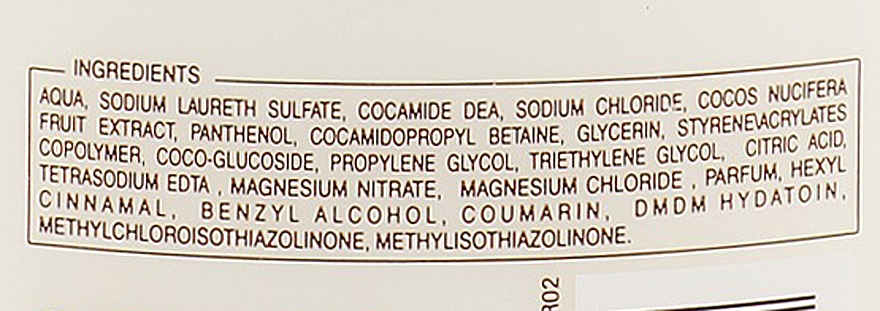 INGREDIENTS
AQUA, SODIUM LAURETH SULFATE, COCAMIDE DEA, SODIUM CHLORIDE, COCOS NUCIFERA
FRUIT EXTRACT, PANTHENOL, COCAMIDOPROPYL BETAINE, GLYCERIN, STYRENE\ACRYLATES
COPOLYMER, COCO-GLUCOSIDE, PROPYLENE GLYCOL, TRIETHYLENE GLYCOL, CITRIC ACID,
TETRASODIUM EDTA , MAGNESIUM NITRATE, MAGNESIUM CHLORIDE , PARFUM, HEXYL
CINNAMAL, BENZYL ALCOHOL, COUMARIN, DMDM HYDATOIN,
METHYLCHLOROISOTHIAZOLINONE, METHYLISOTHIAZOLINONE.